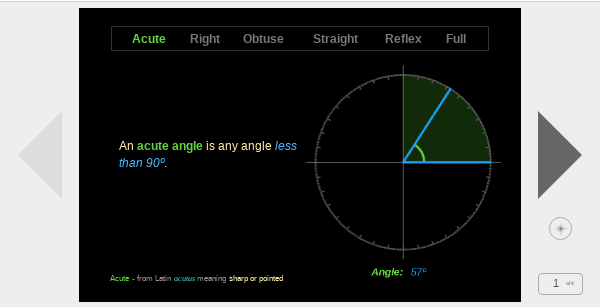 Acute Right Obtuse Straight Reflex Full
An acute angle is any angle less
than 90º.
Angle: 57º
Acute - from Latin acutus meaning sharp or pointed
1 of 6